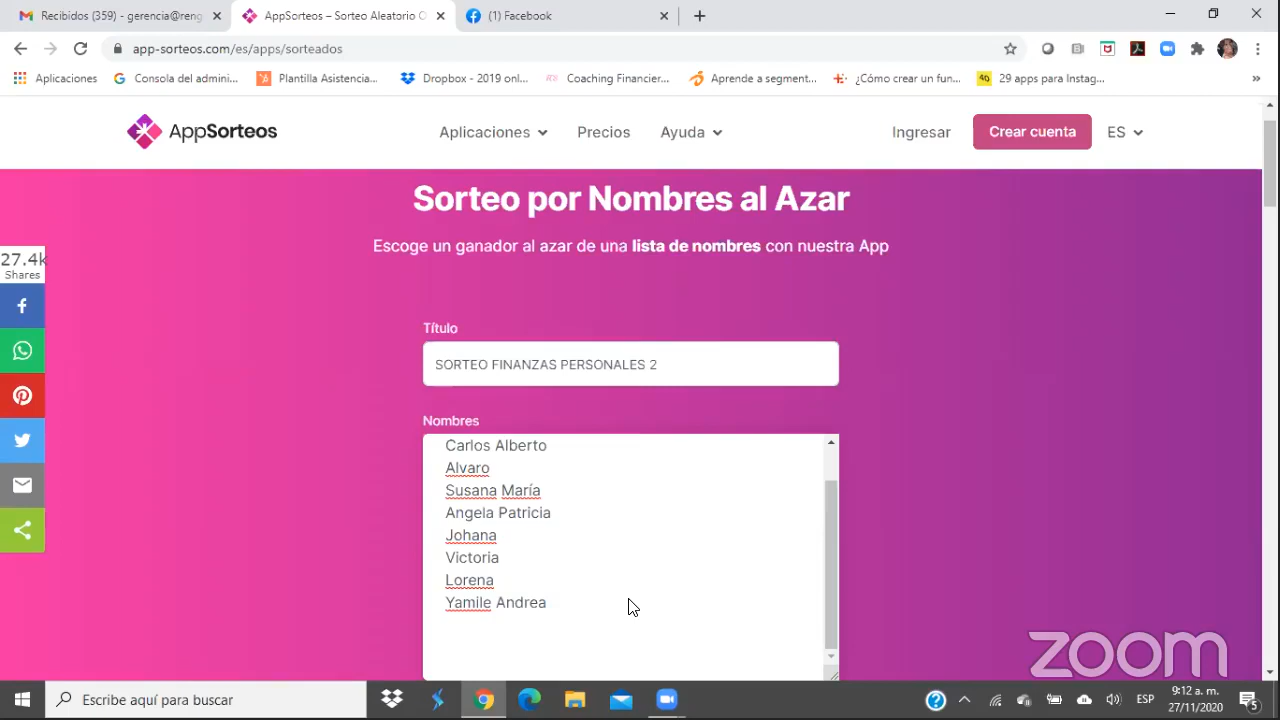 Recibidos (359) - gerencia@reng
AppSorteos – Sorteo Aleatorio O
(1) Facebook
app-sorteos.com/es/apps/sorteados
Aplicaciones
Consola del admini...
Plantilla Asistencia...
Dropbox - 2019 onl...
Coaching Financier...
Aprende a segment...
¿Cómo crear un fun...
29 apps para Instag...
AppSorteos
Aplicaciones
Precios
Ayuda
Ingresar
Crear cuenta
ES
Sorteo por Nombres al Azar
Escoge un ganador al azar de una lista de nombres con nuestra App
27.4k
Shares
Título
SORTEO FINANZAS PERSONALES 2
Nombres
Carlos Alberto
Alvaro
Susana María
Angela Patricia
Johana
Victoria
Lorena
Yamile Andrea
zoom
Escribe aquí para buscar
ESP
9:12 a. m.
27/11/2020
5